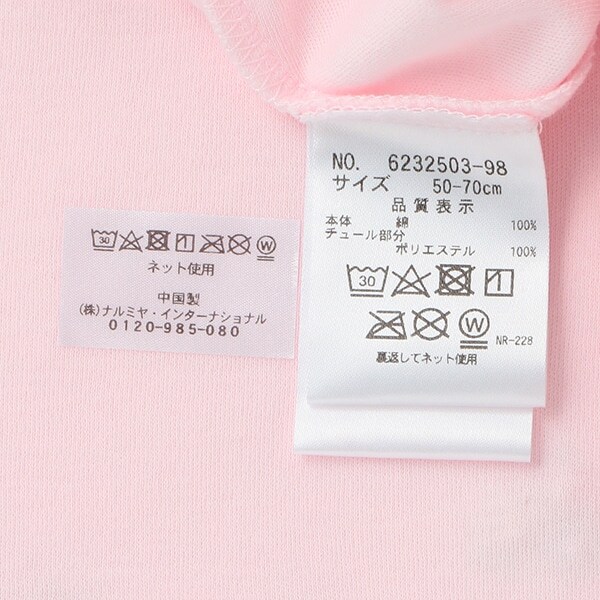 30
W
ネット使用
中国製
(株)ナルミヤ・インターナショナル
0120-985-080
NO. 6232503-98
サイズ 50-70cm
品質表示
本体 綿 100%
チュール部分
ポリエステル 100%
30
W
NR-228
裏返してネット使用